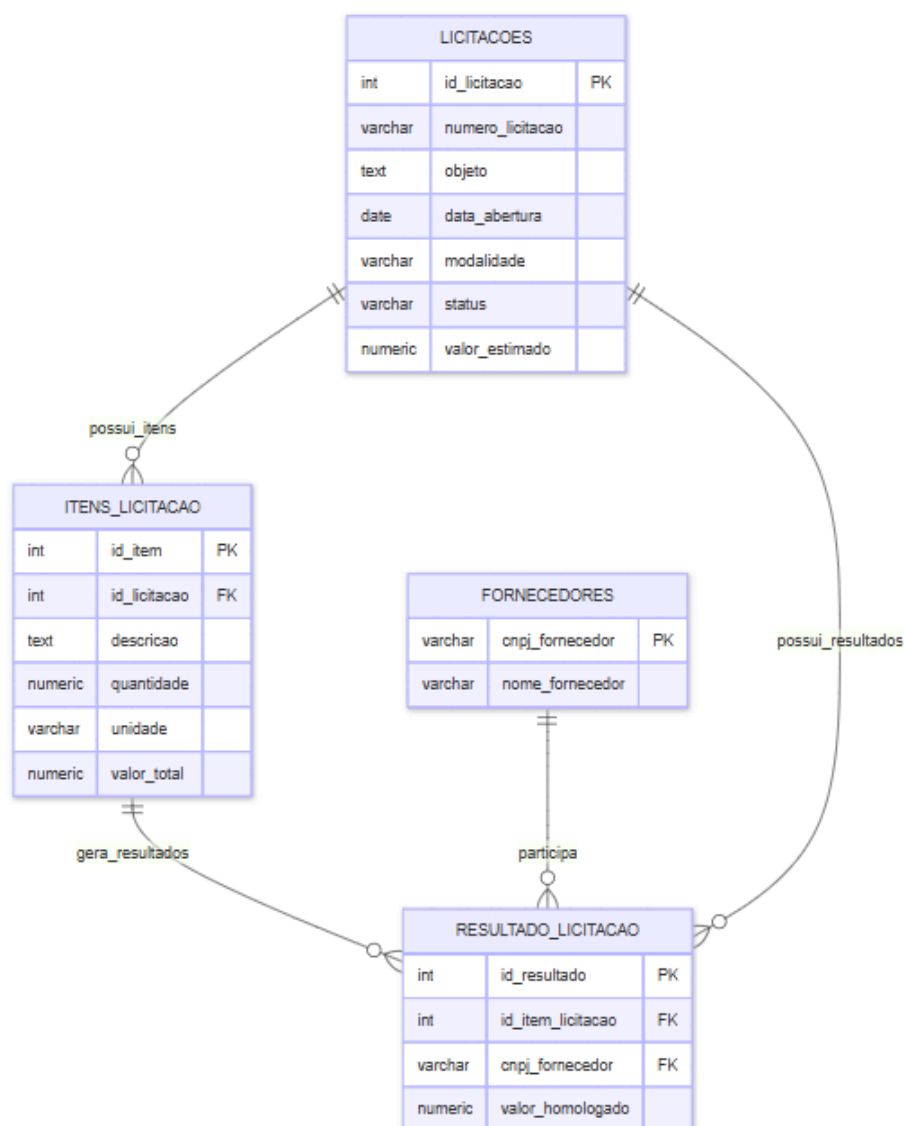 LICITACOES
int id_licitacao PK
varchar numero_licitacao
text objeto
date data_abertura
varchar modalidade
varchar status
numeric valor_estimado
possui_itens
ITENS_LICITACAO
int id_item PK
int id_licitacao FK
text descricao
numeric quantidade
varchar unidade
numeric valor_total
FORNECEDORES
varchar cnpj_fornecedor PK
varchar nome_fornecedor
possui_resultados
gera_resultados
participa
RESULTADO_LICITACAO
int id_resultado PK
int id_item_licitacao FK
varchar cnpj_fornecedor FK
numeric valor_homologado